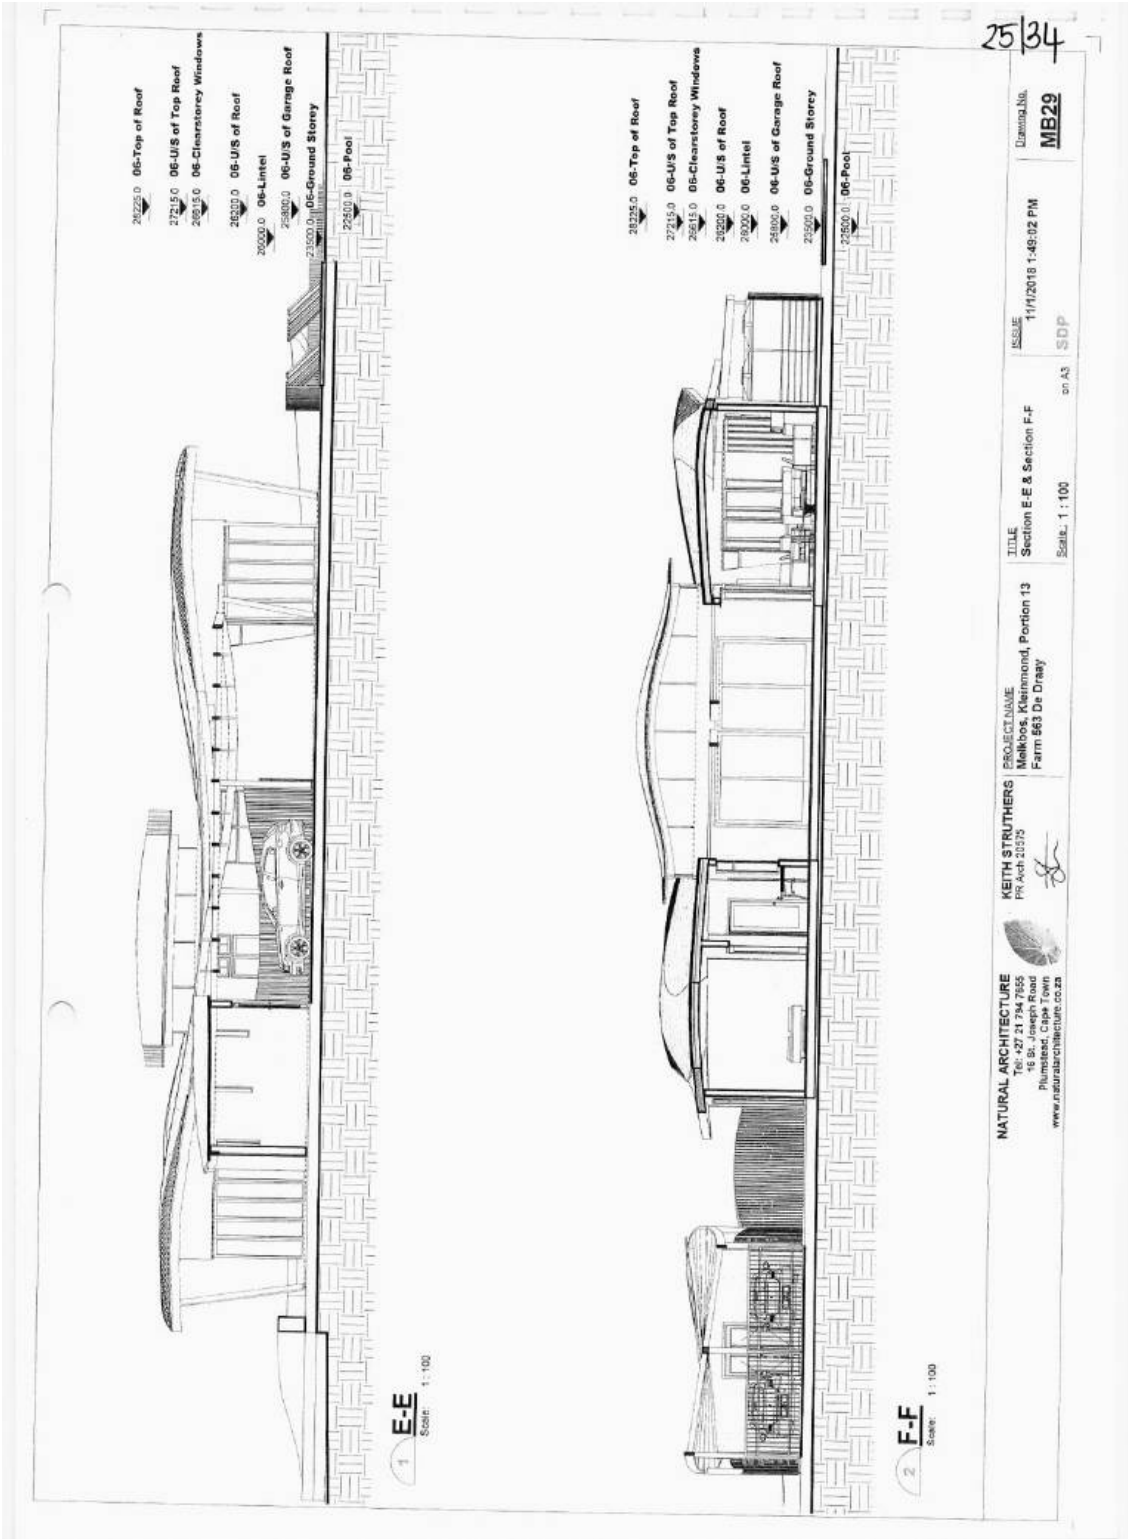 25/34
28225.0 06-Top of Roof
27215.0 06-U/S of Top Roof
26615.0 06-Clearstorey Windows
26200.0 06-U/S of Roof
26000.0 06-Lintel
25800.0 06-U/S of Garage Roof
23500.0 06-Ground Storey
22500.0 06-Pool
1
E-E
Scale: 1 : 100
28225.0 06-Top of Roof
27215.0 06-U/S of Top Roof
26615.0 06-Clearstorey Windows
26200.0 06-U/S of Roof
26000.0 06-Lintel
25800.0 06-U/S of Garage Roof
23500.0 06-Ground Storey
22500.0 06-Pool
2
F-F
Scale: 1 : 100
NATURAL ARCHITECTURE
Tel: +27 21 794 7655
16 St. Joseph Road
Plumstead, Cape Town
www.naturalarchitecture.co.za
KEITH STRUTHERS
PR Arch 20575
PROJECT NAME
Melkbos, Kleinmond, Portion 13
Farm 563 De Draay
TITLE
Section E-E & Section F-F
Scale: 1 : 100
on A3
ISSUE
11/1/2018 1:49:02 PM
SDP
Drawing No.
MB29